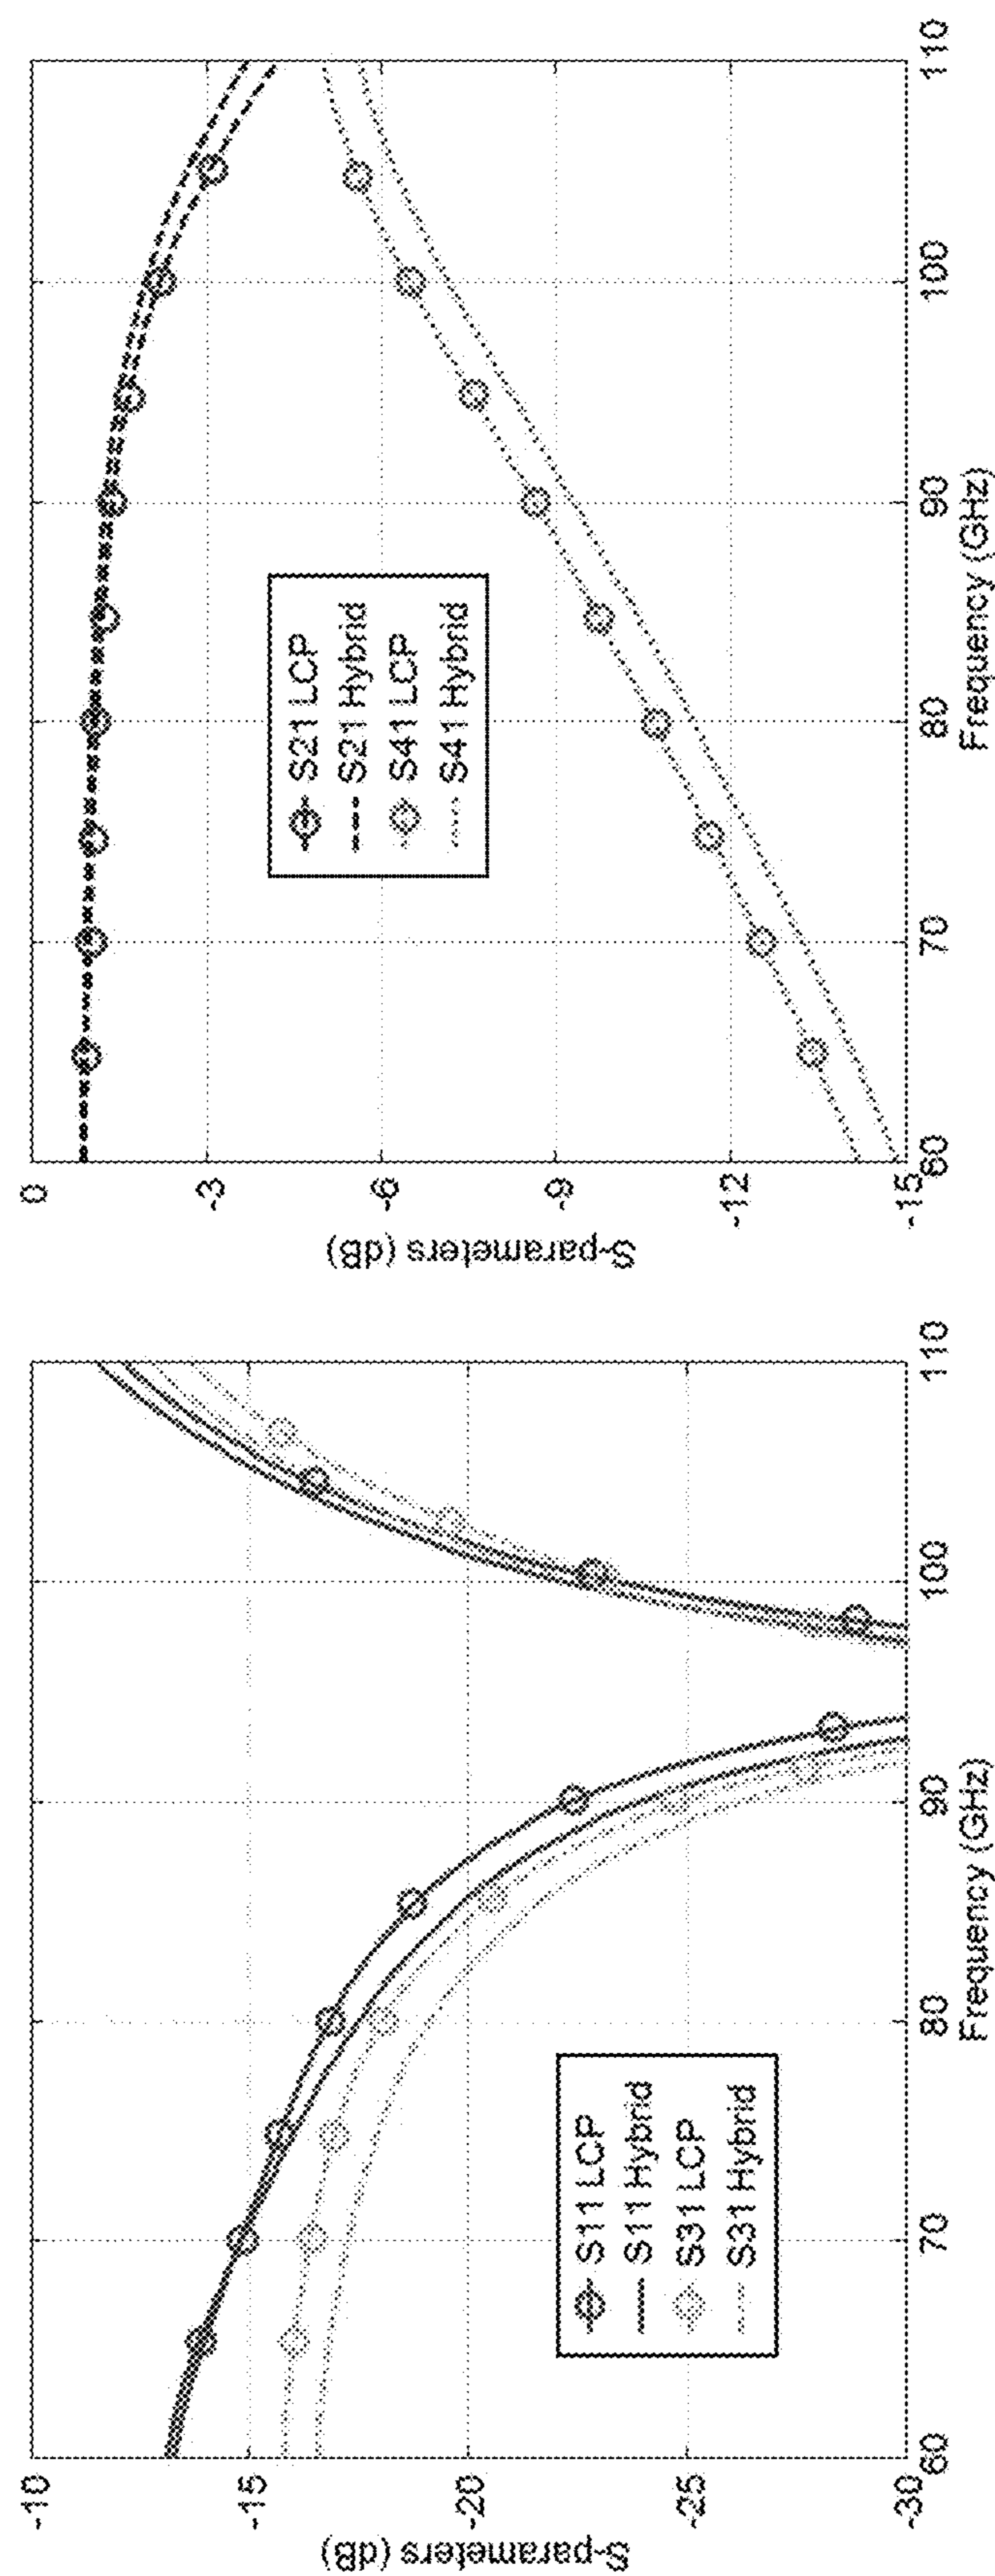 S-parameters (dB)
-10
-15
-20
-25
-30
60
70
80
90
100
110
Frequency (GHz)
S11 LCP
S11 Hybrid
S31 LCP
S31 Hybrid
S-parameters (dB)
0
-3
-6
-9
-12
-15
60
70
80
90
100
110
Frequency (GHz)
S21 LCP
S21 Hybrid
S41 LCP
S41 Hybrid